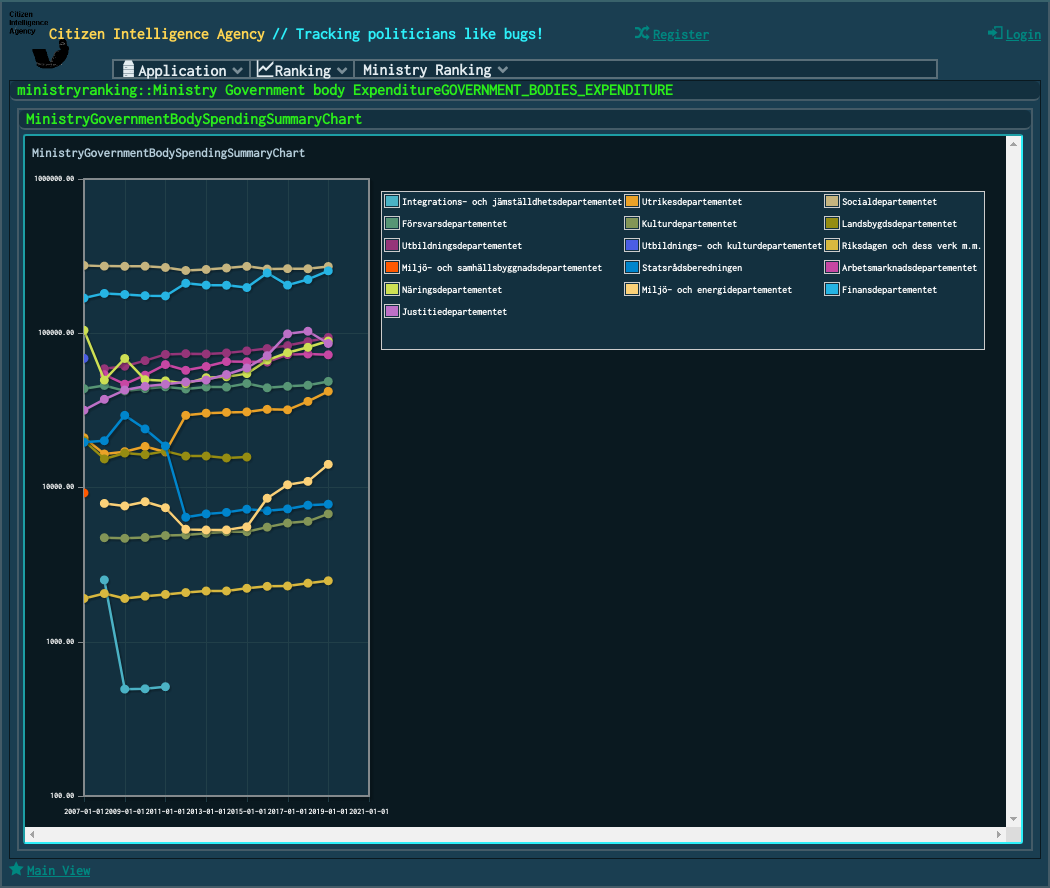 Citizen
Intelligence
Agency
Citizen Intelligence Agency // Tracking politicians like bugs!
Register
Login
Application
Ranking
Ministry Ranking
ministryranking::Ministry Government body ExpenditureGOVERNMENT_BODIES_EXPENDITURE
MinistryGovernmentBodySpendingSummaryChart
MinistryGovernmentBodySpendingSummaryChart
1000000.00
100000.00
10000.00
1000.00
100.00
2007-01-01 2009-01-01 2011-01-01 2013-01-01 2015-01-01 2017-01-01 2019-01-01 2021-01-01
Integrations- och jämställdhetsdepartementet Utrikesdepartementet Socialdepartementet
Försvarsdepartementet Kulturdepartementet Landsbygdsdepartementet
Utbildningsdepartementet Utbildnings- och kulturdepartementet Riksdagen och dess verk m.m.
Miljö- och samhällsbyggnadsdepartementet Statsrådsberedningen Arbetsmarknadsdepartementet
Näringsdepartementet Miljö- och energidepartementet Finansdepartementet
Justitiedepartementet
Main View